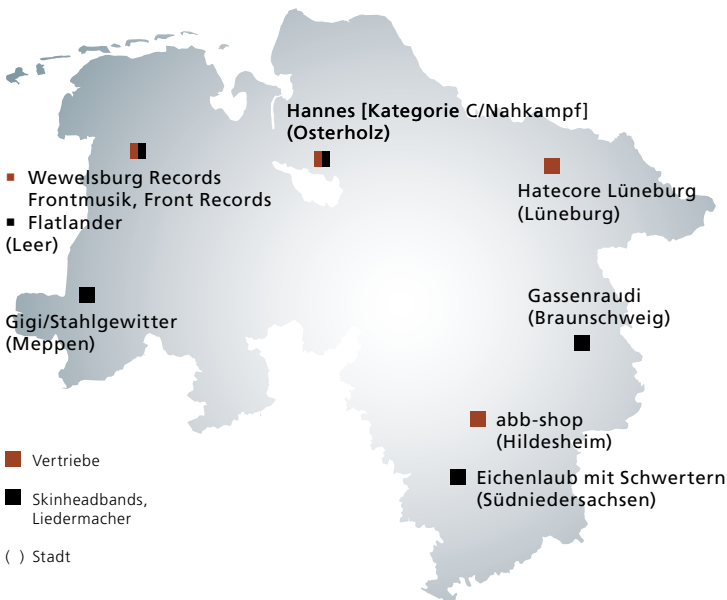 Hannes [Kategorie C/Nahkampf]
(Osterholz)
Wewelsburg Records
Frontmusik, Front Records
Flatlander
(Leer)
Hatecore Lüneburg
(Lüneburg)
Gigi/Stahlgewitter
(Meppen)
Gassenraudi
(Braunschweig)
abb-shop
(Hildesheim)
Eichenlaub mit Schwertern
(Südniedersachsen)
Vertriebe
Skinheadbands,
Liedermacher
( ) Stadt